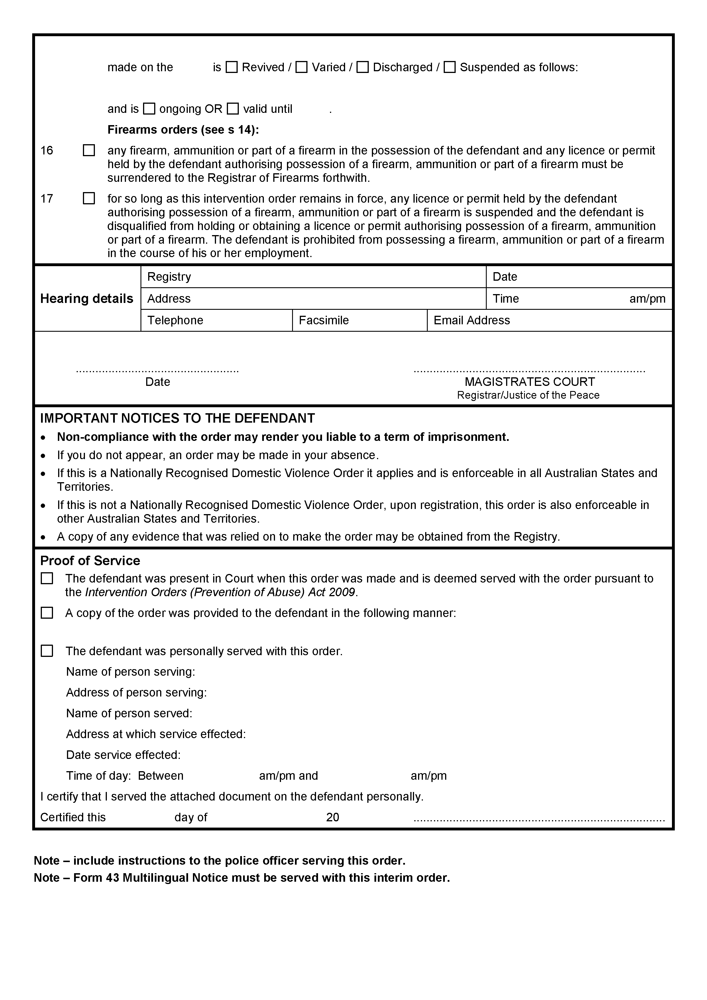 made on the is ☐ Revived / ☐ Varied / ☐ Discharged / ☐ Suspended as follows:
and is ☐ ongoing OR ☐ valid until .
Firearms orders (see s 14):
16 ☐ any firearm, ammunition or part of a firearm in the possession of the defendant and any licence or permit
held by the defendant authorising possession of a firearm, ammunition or part of a firearm must be
surrendered to the Registrar of Firearms forthwith.
17 ☐ for so long as this intervention order remains in force, any licence or permit held by the defendant
authorising possession of a firearm, ammunition or part of a firearm is suspended and the defendant is
disqualified from holding or obtaining a licence or permit authorising possession of a firearm, ammunition
or part of a firearm. The defendant is prohibited from possessing a firearm, ammunition or part of a firearm
in the course of his or her employment.
Registry Date
Hearing details Address Time am/pm
Telephone Facsimile Email Address
.................................................. .......................................................................
Date MAGISTRATES COURT
Registrar/Justice of the Peace
IMPORTANT NOTICES TO THE DEFENDANT
• Non-compliance with the order may render you liable to a term of imprisonment.
• If you do not appear, an order may be made in your absence.
• If this is a Nationally Recognised Domestic Violence Order it applies and is enforceable in all Australian States and
Territories.
• If this is not a Nationally Recognised Domestic Violence Order, upon registration, this order is also enforceable in
other Australian States and Territories.
• A copy of any evidence that was relied on to make the order may be obtained from the Registry.
Proof of Service
☐ The defendant was present in Court when this order was made and is deemed served with the order pursuant to
the Intervention Orders (Prevention of Abuse) Act 2009.
☐ A copy of the order was provided to the defendant in the following manner:
☐ The defendant was personally served with this order.
Name of person serving:
Address of person serving:
Name of person served:
Address at which service effected:
Date service effected:
Time of day: Between am/pm and am/pm
I certify that I served the attached document on the defendant personally.
Certified this day of 20 .............................................................................
Note – include instructions to the police officer serving this order.
Note – Form 43 Multilingual Notice must be served with this interim order.